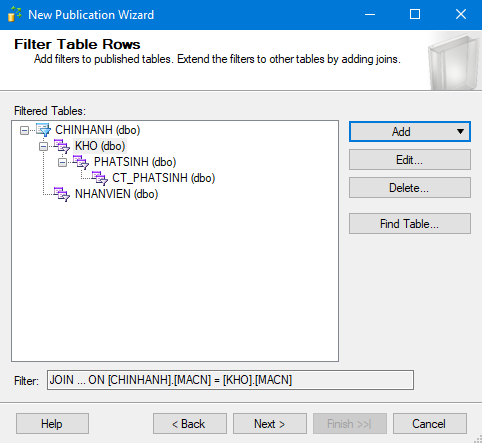 New Publication Wizard
Filter Table Rows
Add filters to published tables. Extend the filters to other tables by adding joins.
Filtered Tables:
CHINHANH (dbo)
KHO (dbo)
PHATSINH (dbo)
CT_PHATSINH (dbo)
NHANVIEN (dbo)
Add
Edit...
Delete...
Find Table...
Filter: JOIN ... ON [CHINHANH].[MACN] = [KHO].[MACN]
Help < Back Next > Finish >>| Cancel